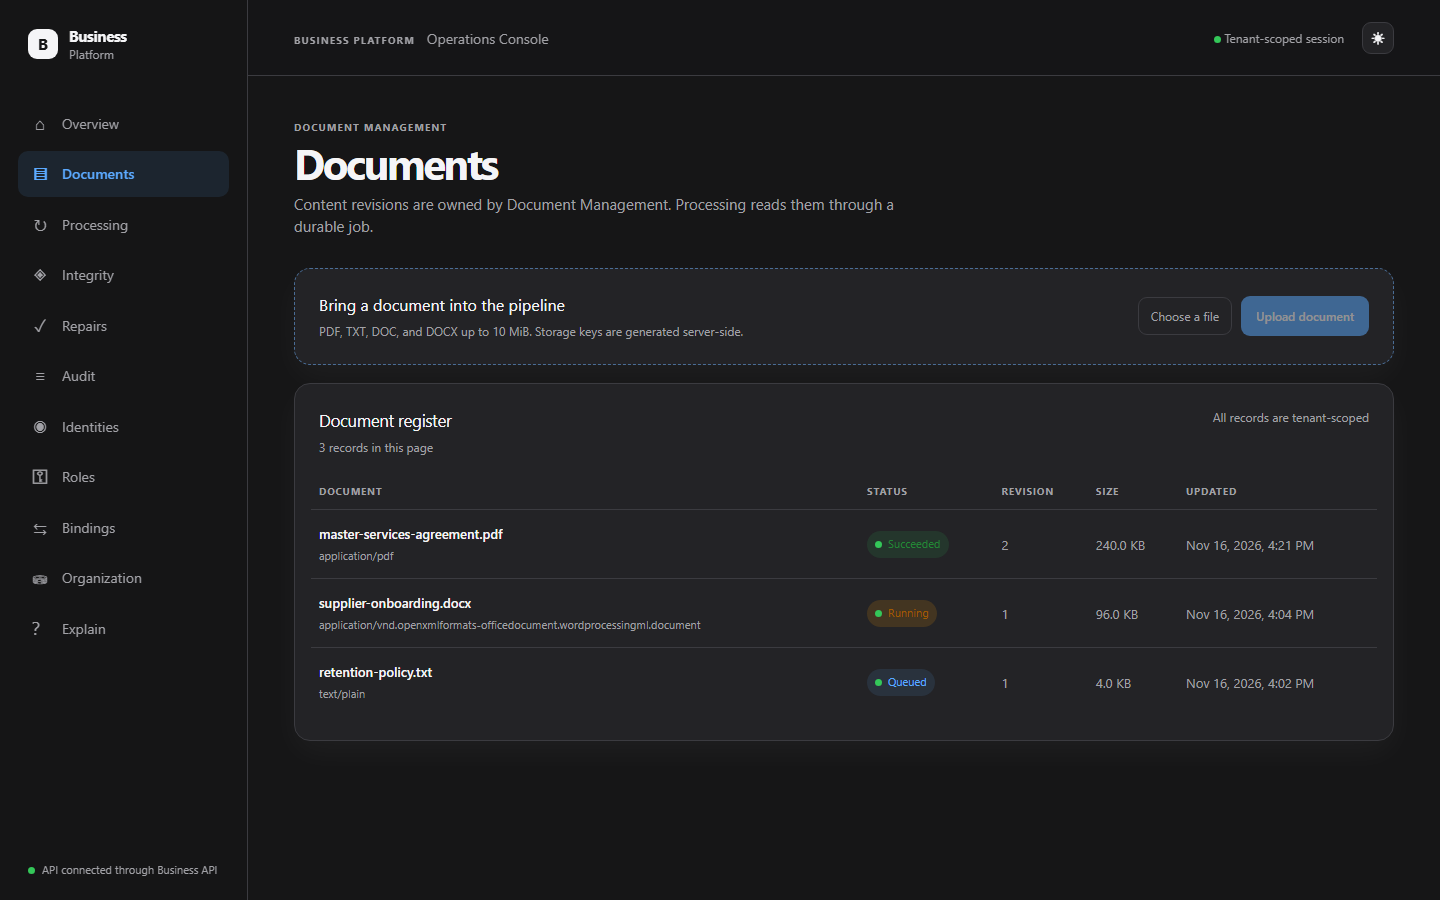 B
Business
Platform
Overview
Documents
Processing
Integrity
Repairs
Audit
Identities
Roles
Bindings
Organization
Explain
API connected through Business API
BUSINESS PLATFORM Operations Console
Tenant-scoped session
DOCUMENT MANAGEMENT
Documents
Content revisions are owned by Document Management. Processing reads them through a
durable job.
Bring a document into the pipeline
PDF, TXT, DOC, and DOCX up to 10 MiB. Storage keys are generated server-side.
Choose a file
Upload document
Document register
3 records in this page
All records are tenant-scoped
DOCUMENT STATUS REVISION SIZE UPDATED
master-services-agreement.pdf
application/pdf
Succeeded 2 240.0 KB Nov 16, 2026, 4:21 PM
supplier-onboarding.docx
application/vnd.openxmlformats-officedocument.wordprocessingml.document
Running 1 96.0 KB Nov 16, 2026, 4:04 PM
retention-policy.txt
text/plain
Queued 1 4.0 KB Nov 16, 2026, 4:02 PM